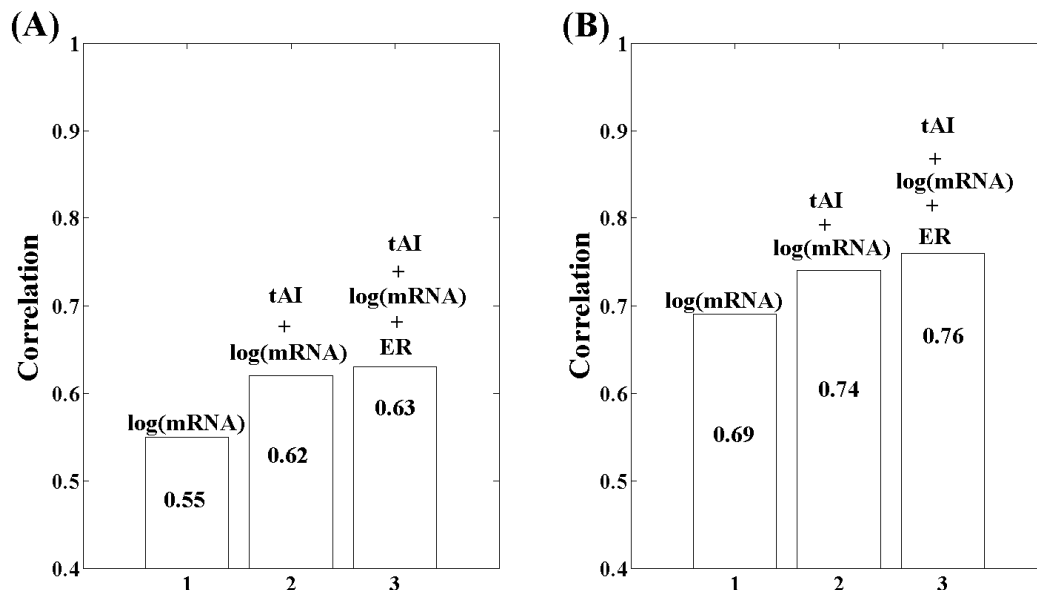 (A)
Correlation
1
0.9
0.8
0.7
0.6
0.5
0.4
log(mRNA)
0.55
tAI
+
log(mRNA)
0.62
tAI
+
log(mRNA)
+
ER
0.63
1 2 3
(B)
Correlation
1
0.9
0.8
0.7
0.6
0.5
0.4
log(mRNA)
0.69
tAI
+
log(mRNA)
0.74
tAI
+
log(mRNA)
+
ER
0.76
1 2 3